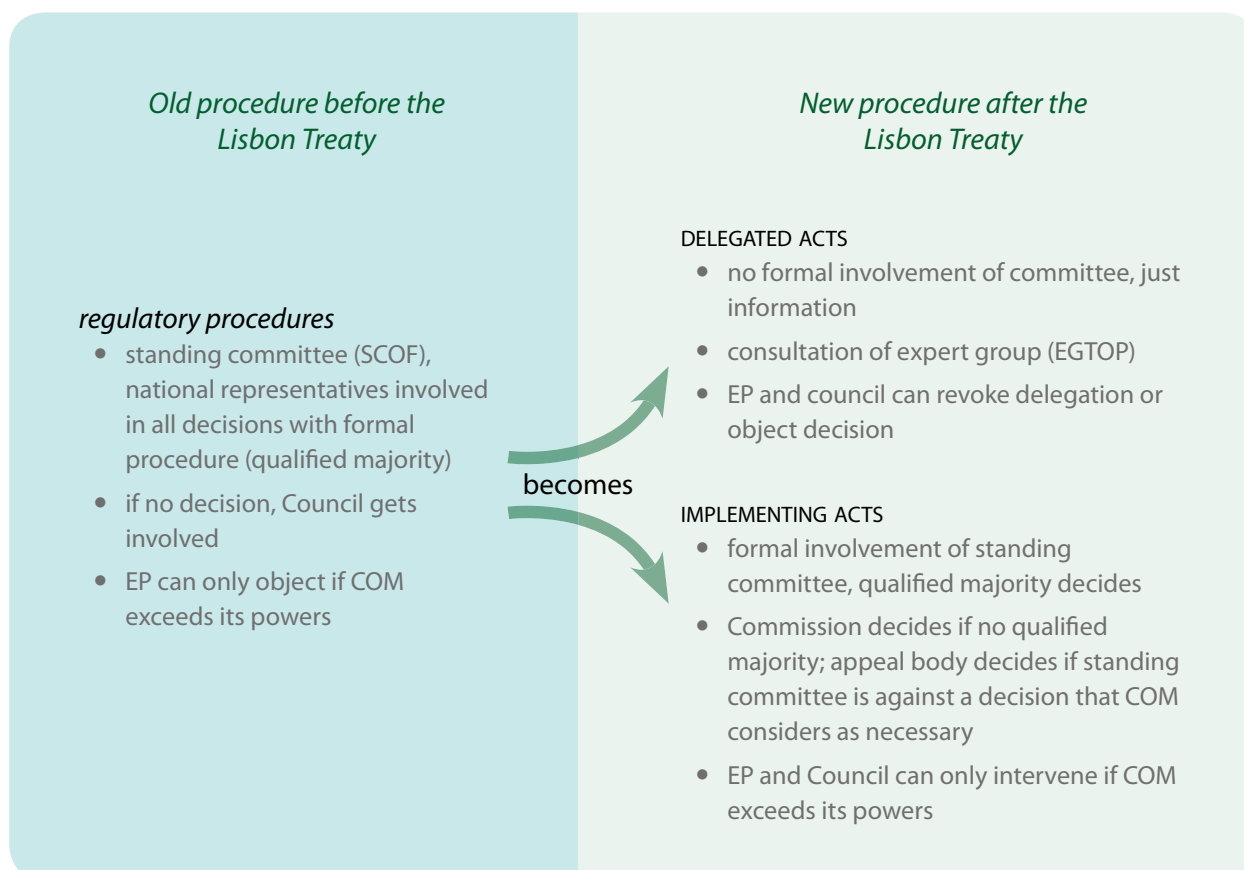 Old procedure before the
Lisbon Treaty
regulatory procedures
• standing committee (SCOF),
national representatives involved
in all decisions with formal
procedure (qualified majority)
• if no decision, Council gets
involved
• EP can only object if COM
exceeds its powers
becomes
New procedure after the
Lisbon Treaty
DELEGATED ACTS
• no formal involvement of committee, just
information
• consultation of expert group (EGTOP)
• EP and council can revoke delegation or
object decision
IMPLEMENTING ACTS
• formal involvement of standing
committee, qualified majority decides
• Commission decides if no qualified
majority; appeal body decides if standing
committee is against a decision that COM
considers as necessary
• EP and Council can only intervene if COM
exceeds its powers